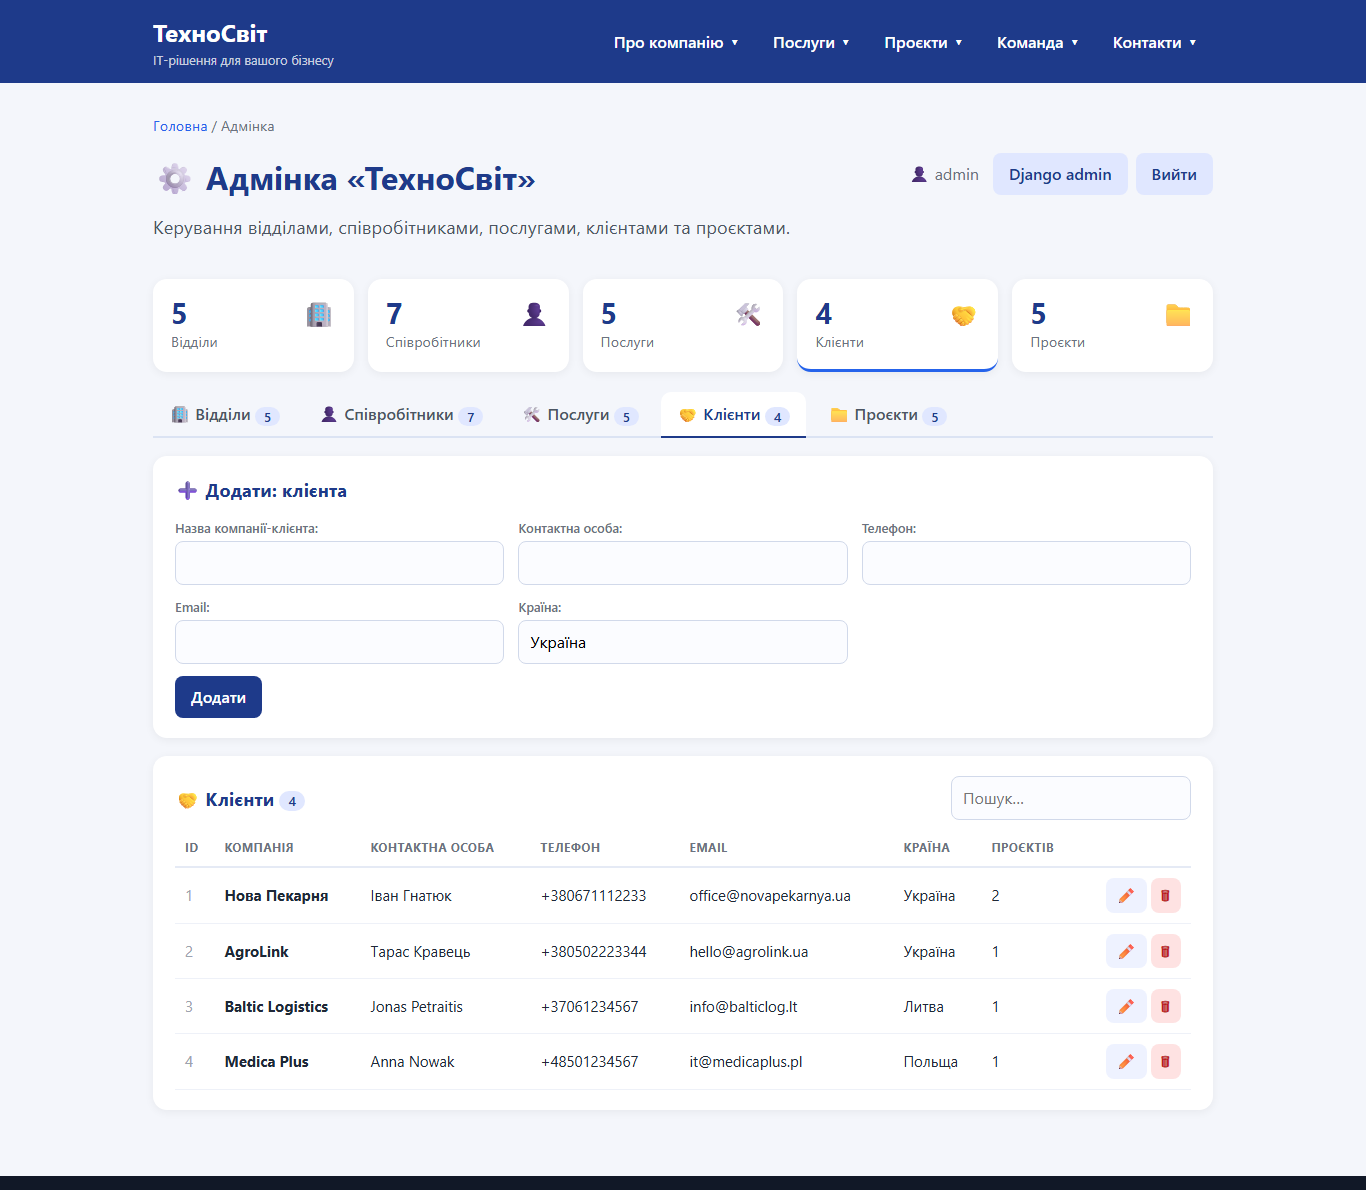 ТехноСвіт
ІТ-рішення для вашого бізнесу
Про компанію ▼ Послуги ▼ Проєкти ▼ Команда ▼ Контакти ▼
Головна / Адмінка
Адмінка «ТехноСвіт»
admin Django admin Вийти
Керування відділами, співробітниками, послугами, клієнтами та проєктами.
5 7 5 4 5
Відділи Співробітники Послуги Клієнти Проєкти
Відділи 5 Співробітники 7 Послуги 5 Клієнти 4 Проєкти 5
Додати: клієнта
Назва компанії-клієнта: Контактна особа: Телефон:
Email: Країна:
Україна
Додати
Клієнти 4 Пошук...
ID КОМПАНІЯ КОНТАКТНА ОСОБА ТЕЛЕФОН EMAIL КРАЇНА ПРОЄКТІВ
1 Нова Пекарня Іван Гнатюк +380671112233 office@novapekarnya.ua Україна 2
2 AgroLink Тарас Кравець +380502223344 hello@agrolink.ua Україна 1
3 Baltic Logistics Jonas Petraitis +37061234567 info@balticlog.lt Литва 1
4 Medica Plus Anna Nowak +48501234567 it@medicaplus.pl Польща 1